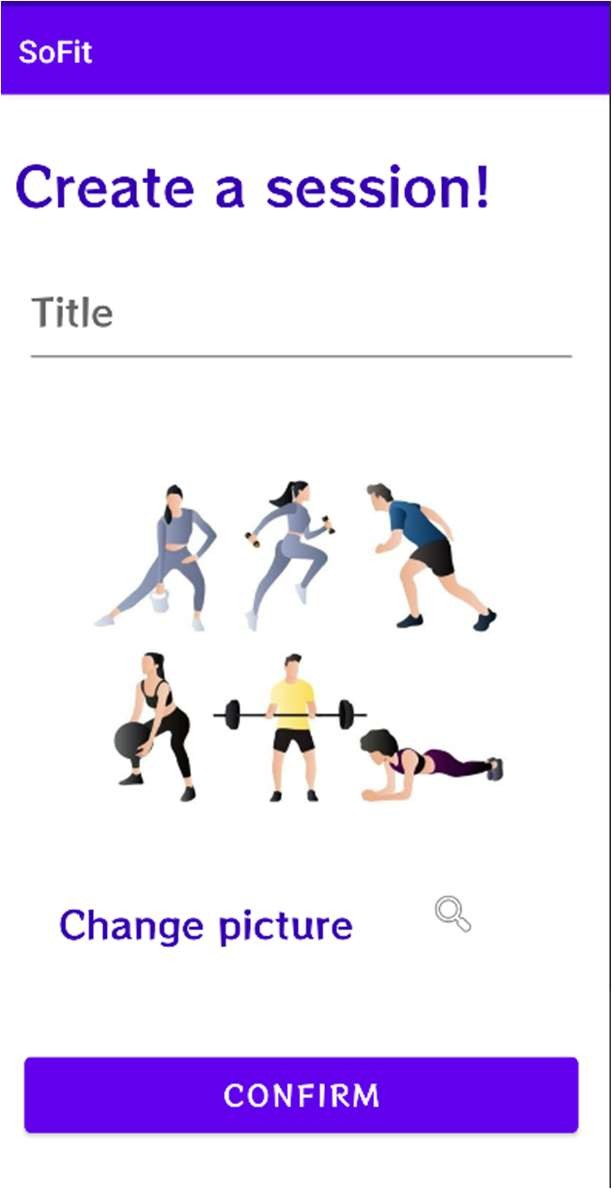 SoFit
Create a session!
Title
Change picture
CONFIRM